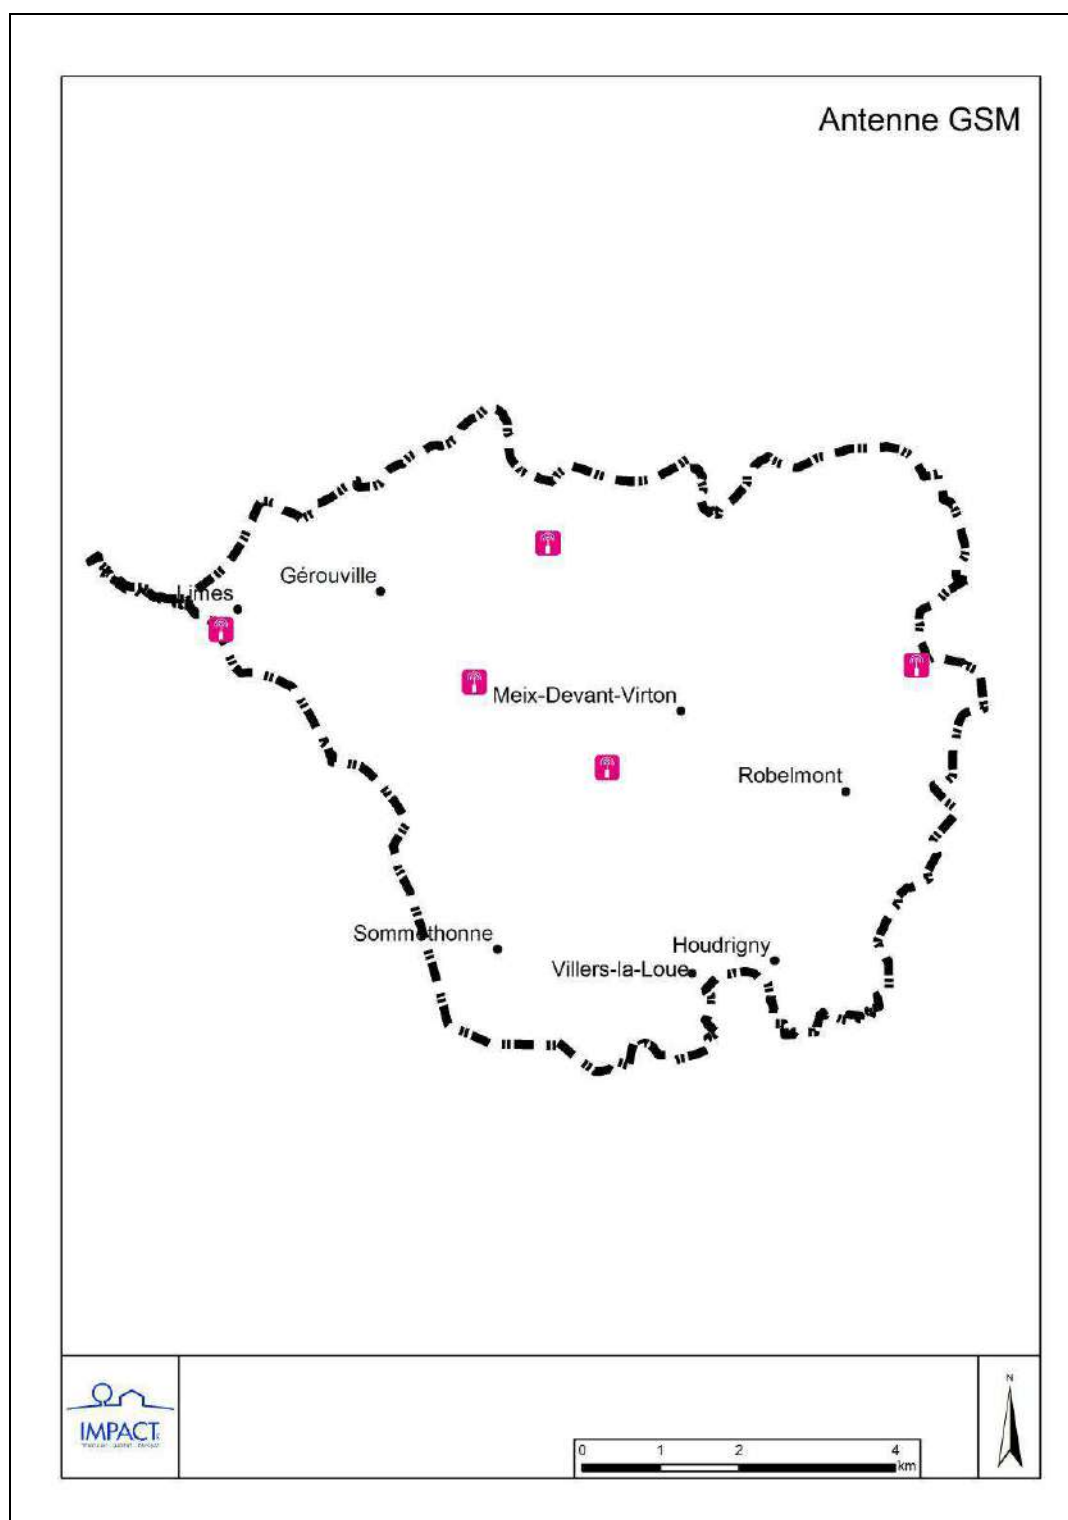 Antenne GSM
Gérouville
Limes
Meix-Devant-Virton
Robelmont
Sommethonne
Houdrigny
Villers-la-Loue
N
IMPACT
0 1 2 4
km